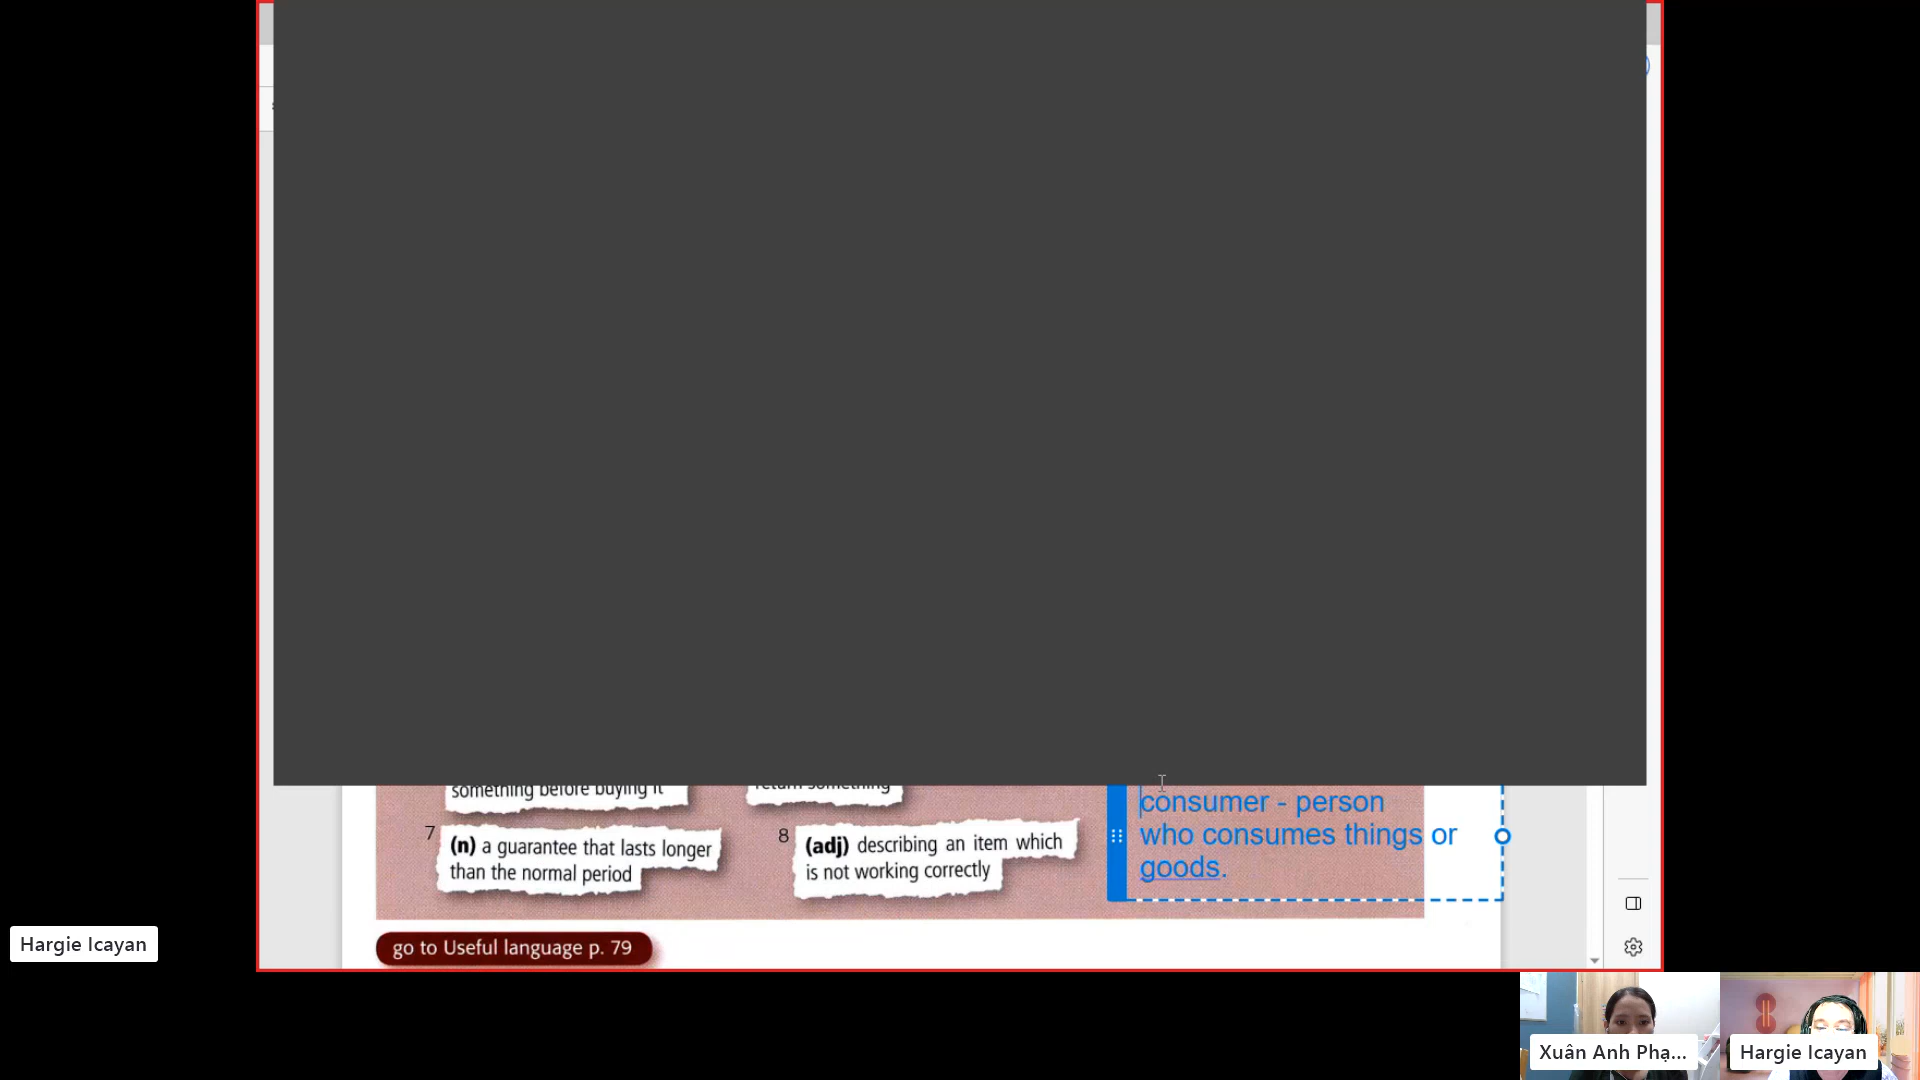 something before buying it
return something
consumer - person
who consumes things or
goods.
7
(n) a guarantee that lasts longer
than the normal period
8
(adj) describing an item which
is not working correctly
go to Useful language p. 79
Hargie Icayan
Xuân Anh Phạ...
Hargie Icayan